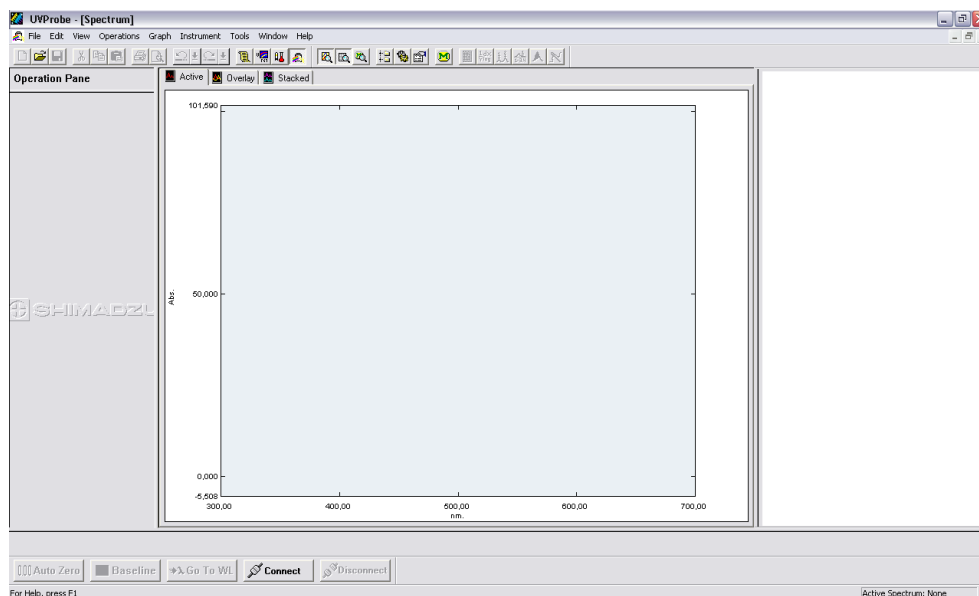 UVProbe - [Spectrum]
File Edit View Operations Graph Instrument Tools Window Help
Operation Pane
Active Overlay Stacked
101,590
50,000
0,000
-5,508
Abs.
300,00 400,00 500,00 600,00 700,00
nm.
SHIMADZU
Auto Zero Baseline Go To WL Connect Disconnect
For Help, press F1
Active Spectrum: None